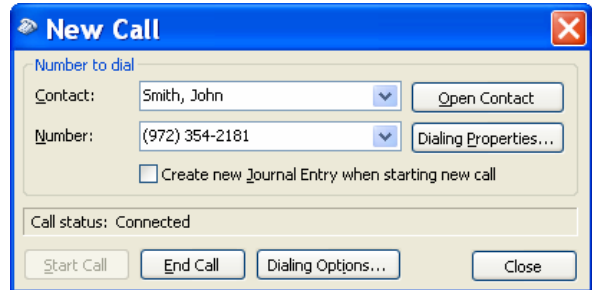 New Call
Number to dial
Contact: Smith, John Open Contact
Number: (972) 354-2181 Dialing Properties...
Create new Journal Entry when starting new call
Call status: Connected
Start Call End Call Dialing Options... Close